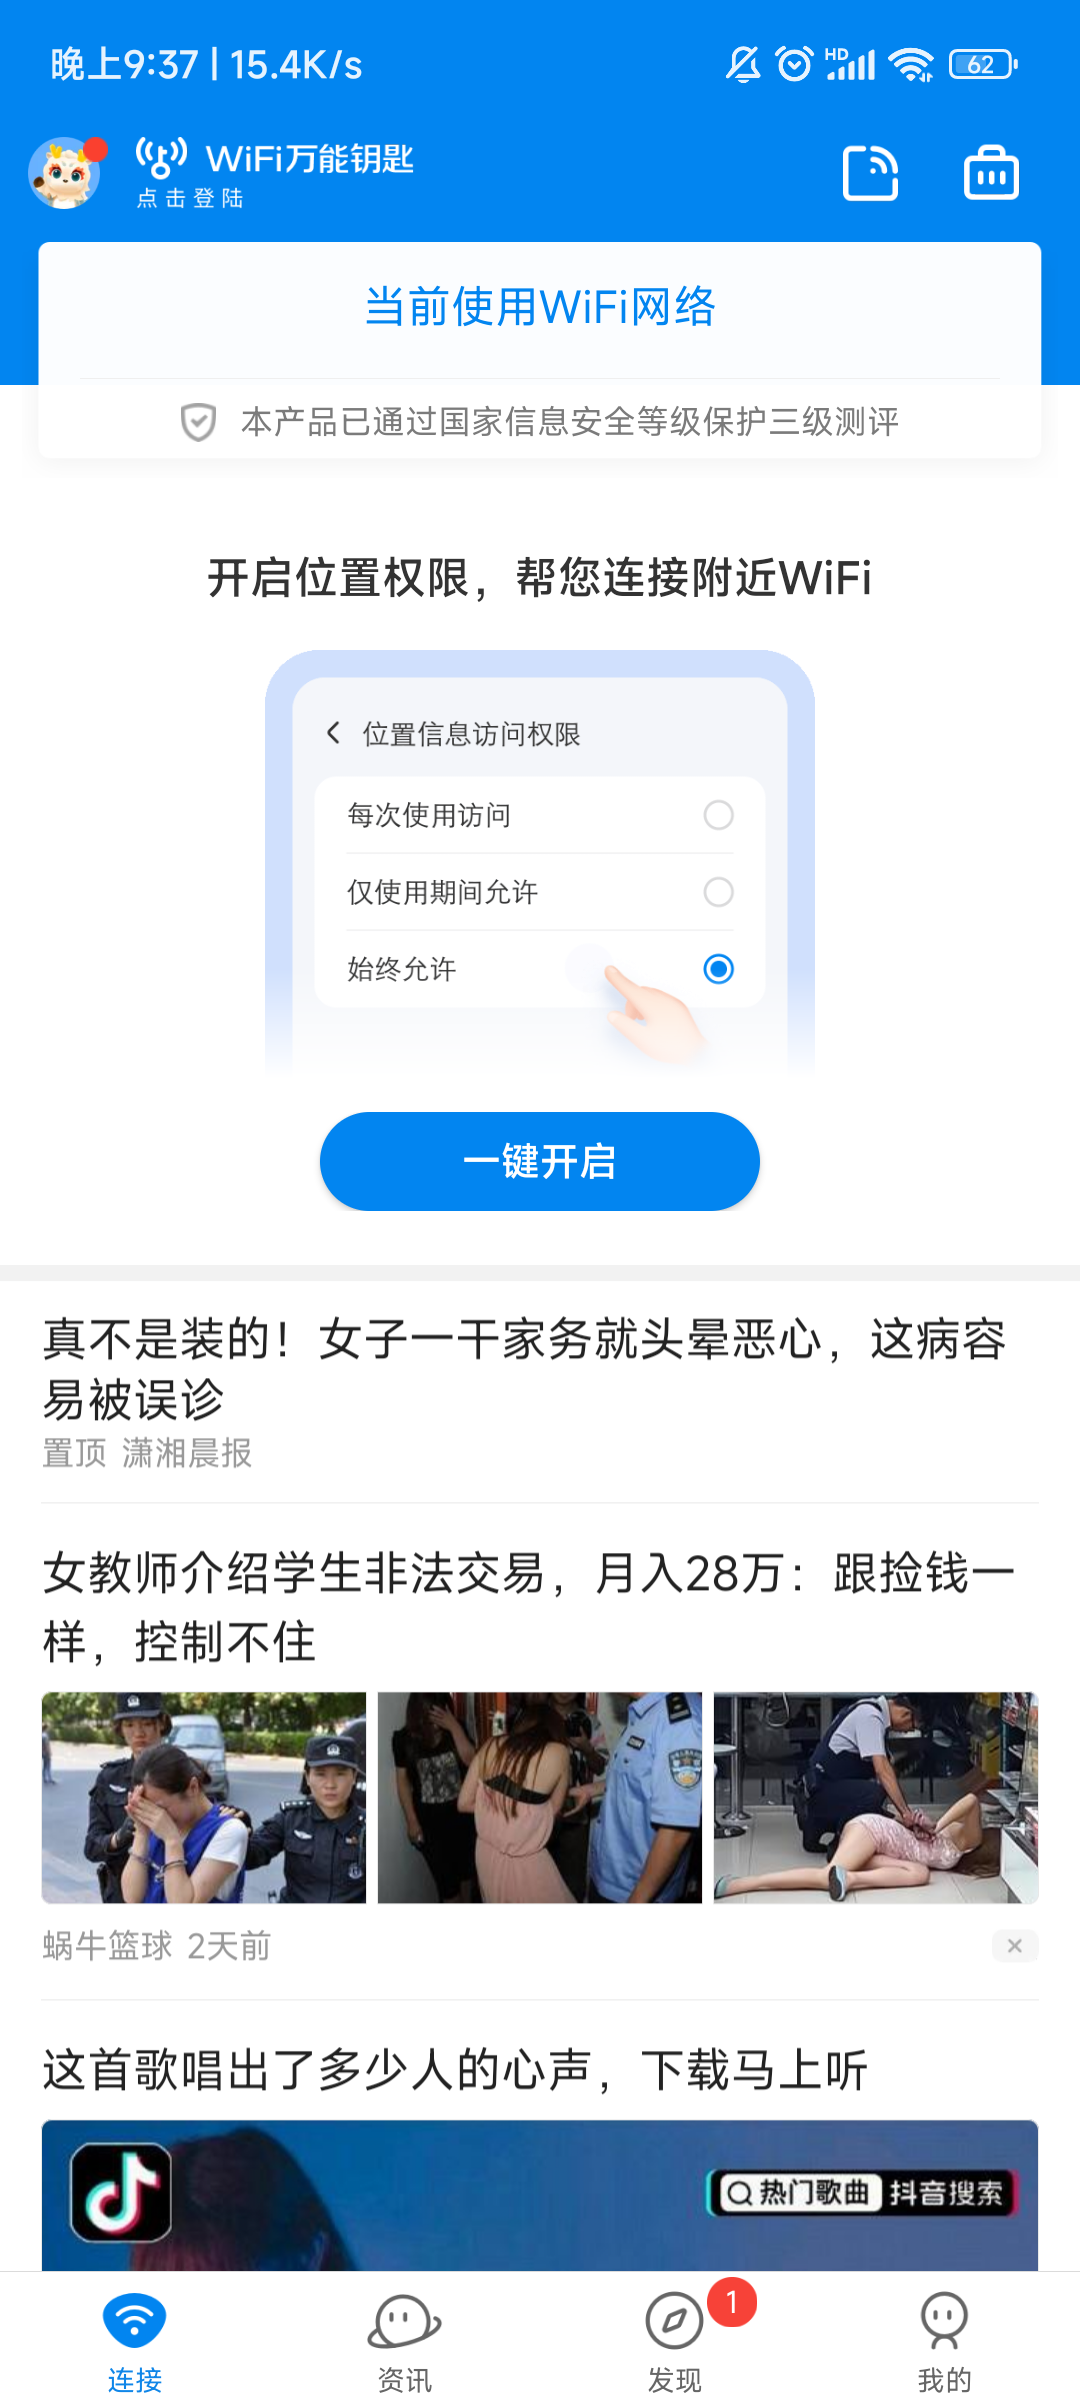 晚上9:37 | 15.4K/s
HD
62
WiFi万能钥匙
点击登陆
当前使用WiFi网络
本产品已通过国家信息安全等级保护三级测评
开启位置权限，帮您连接附近WiFi
位置信息访问权限
每次使用访问
仅使用期间允许
始终允许
一键开启
真不是装的！女子一干家务就头晕恶心，这病容
易被误诊
置顶 潇湘晨报
女教师介绍学生非法交易，月入28万：跟捡钱一
样，控制不住
蜗牛篮球 2天前
这首歌唱出了多少人的心声，下载马上听
热门歌曲 抖音搜索
1
连接
资讯
发现
我的